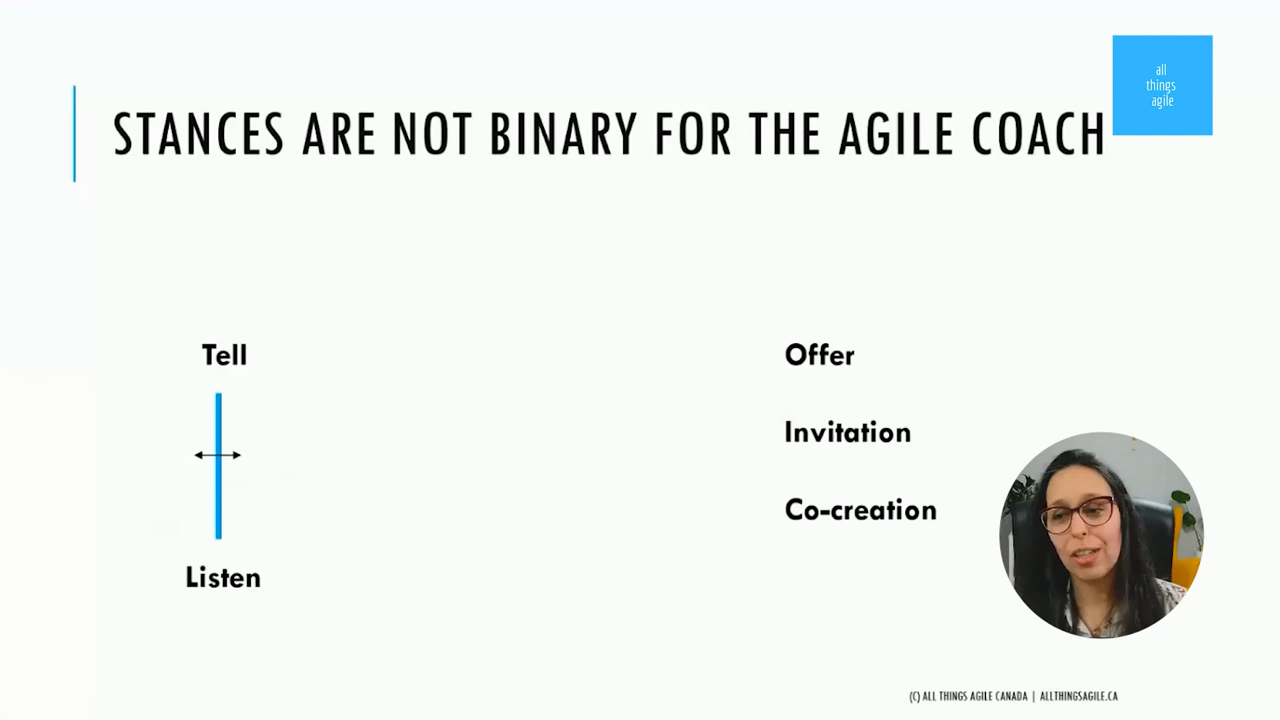 all
things
agile
STANCES ARE NOT BINARY FOR THE AGILE COACH
Tell
Offer
Invitation
Co-creation
Listen
(C) ALL THINGS AGILE CANADA | ALLTHINGSAGILE.CA